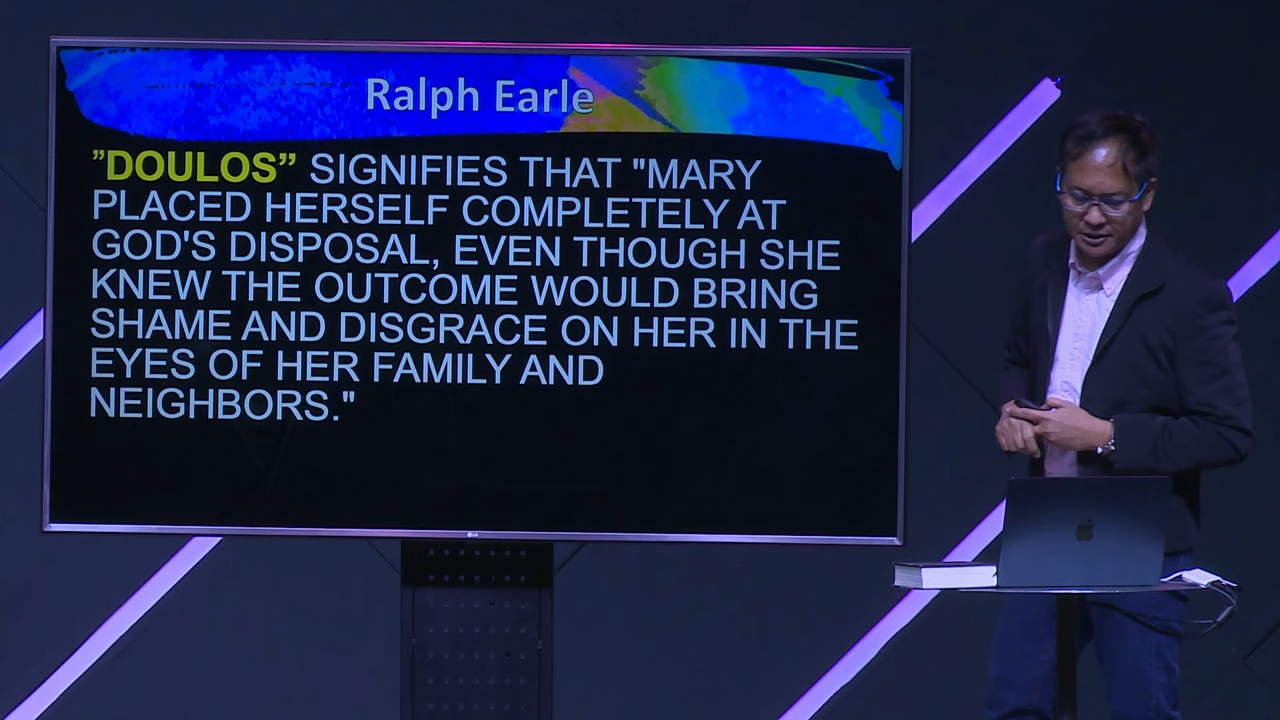 Ralph Earle
”DOULOS” SIGNIFIES THAT "MARY
PLACED HERSELF COMPLETELY AT
GOD'S DISPOSAL, EVEN THOUGH SHE
KNEW THE OUTCOME WOULD BRING
SHAME AND DISGRACE ON HER IN THE
EYES OF HER FAMILY AND
NEIGHBORS."
LG